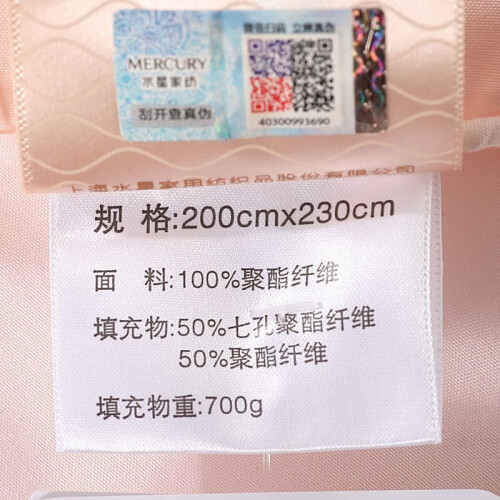 微信扫码 立辨真伪
MERCURY
水星家纺
刮开查真伪
40300993690
上海水星家用纺织品股份有限公司
规 格:200cmx230cm
面 料:100%聚酯纤维
填充物:50%七孔聚酯纤维
50%聚酯纤维
填充物重:700g